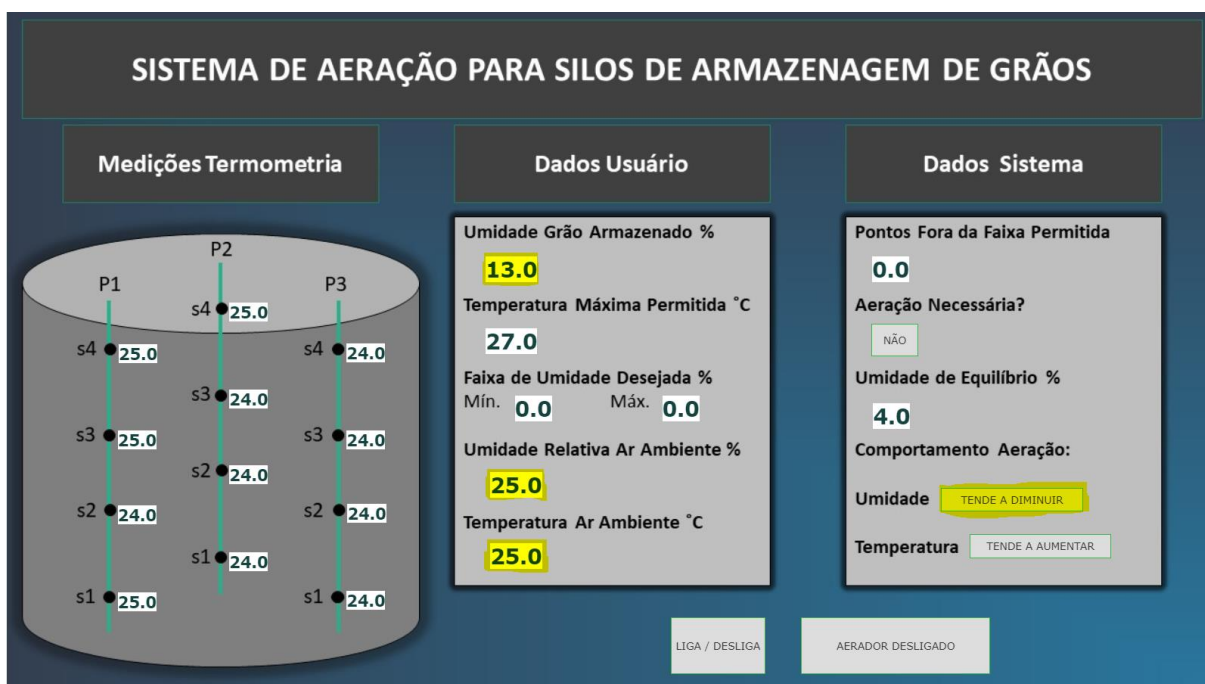 SISTEMA DE AERAÇÃO PARA SILOS DE ARMAZENAGEM DE GRÃOS
Medições Termometria
P2
P1
P3
s4 25.0
s4 25.0
s4 24.0
s3 24.0
s3 25.0
s3 24.0
s2 24.0
s2 24.0
s2 24.0
s1 24.0
s1 25.0
s1 24.0
Dados Usuário
Umidade Grão Armazenado %
13.0
Temperatura Máxima Permitida °C
27.0
Faixa de Umidade Desejada %
Mín. 0.0 Máx. 0.0
Umidade Relativa Ar Ambiente %
25.0
Temperatura Ar Ambiente °C
25.0
Dados Sistema
Pontos Fora da Faixa Permitida
0.0
Aeração Necessária?
NÃO
Umidade de Equilíbrio %
4.0
Comportamento Aeração:
Umidade TENDE A DIMINUIR
Temperatura TENDE A AUMENTAR
LIGA / DESLIGA
AERADOR DESLIGADO